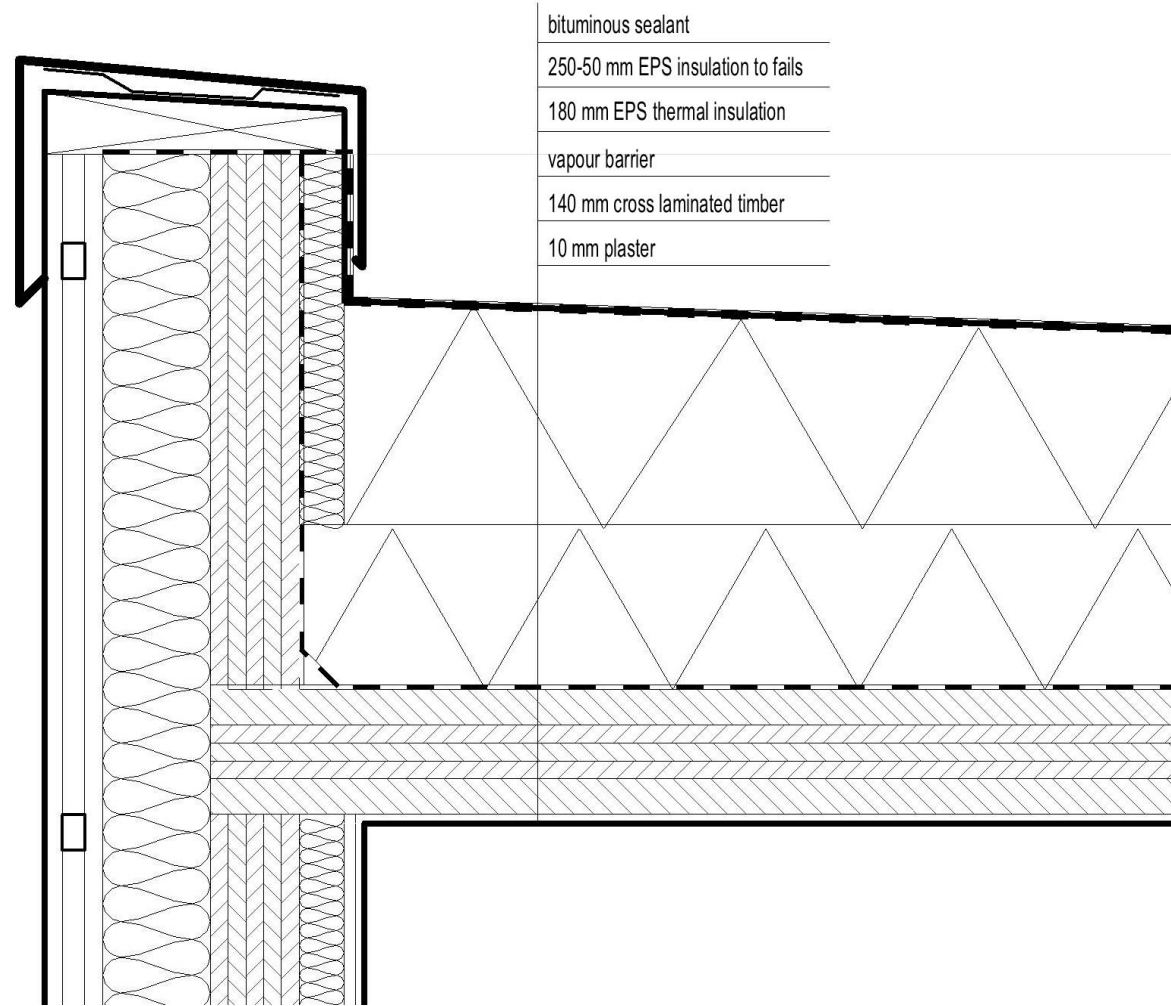 bituminous sealant
250-50 mm EPS insulation to fails
180 mm EPS thermal insulation
vapour barrier
140 mm cross laminated timber
10 mm plaster